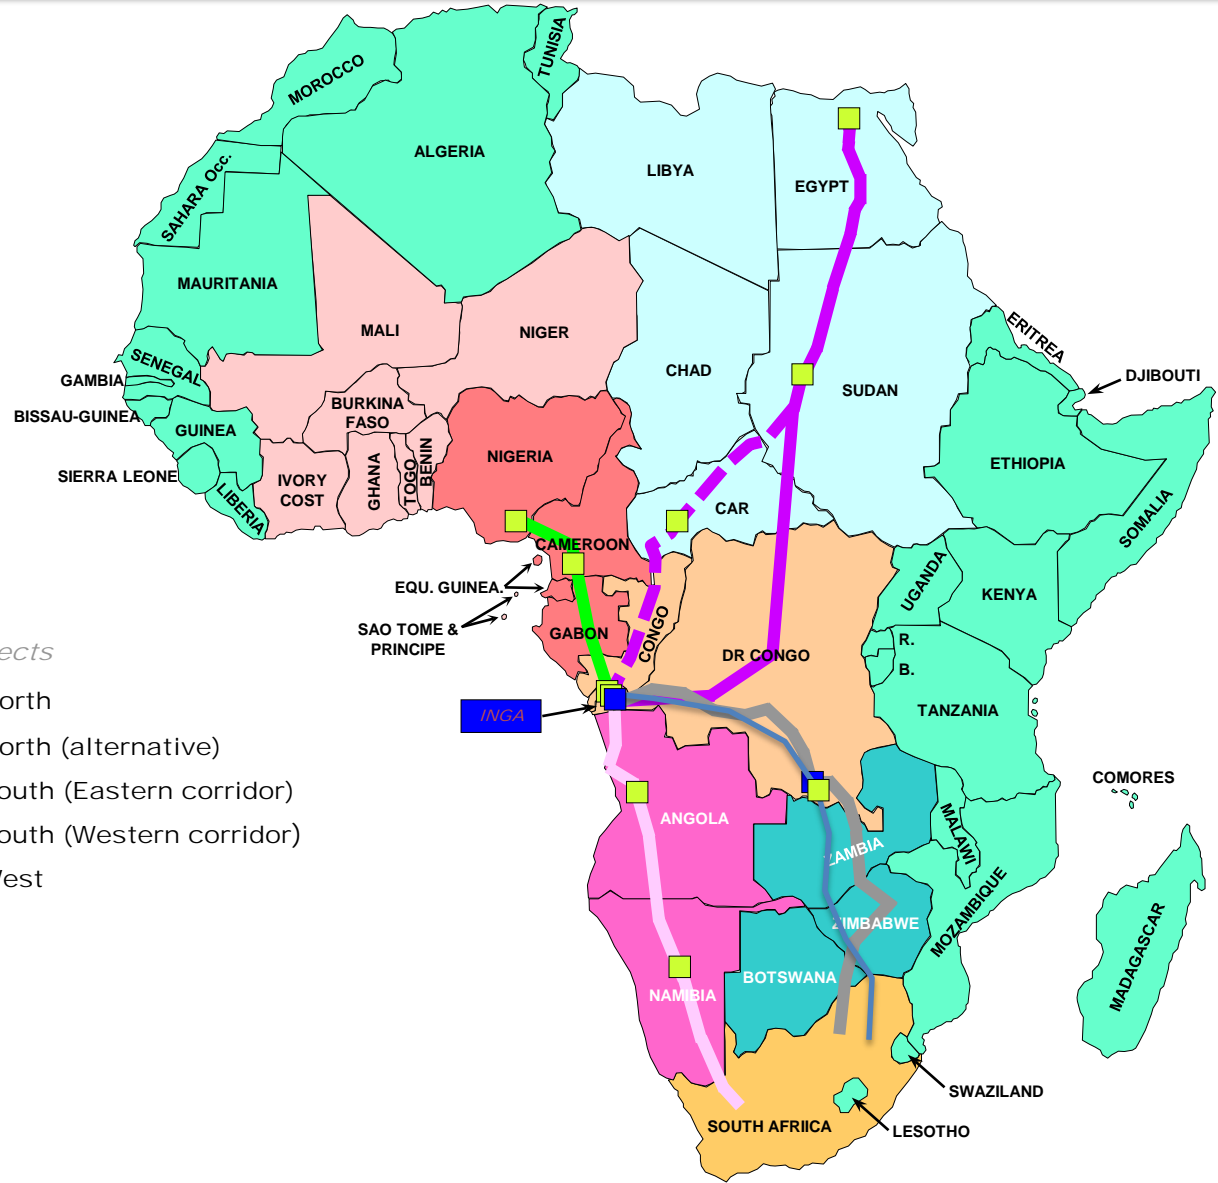 TUNISIA
MOROCCO
ALGERIA
LIBYA
EGYPT
SAHARA Occ.
MAURITANIA
MALI
NIGER
CHAD
SUDAN
ERITREA
DJIBOUTI
SENEGAL
GAMBIA
BISSAU-GUINEA
GUINEA
SIERRA LEONE
LIBERIA
BURKINA
FASO
IVORY
COST
GHANA
TOGO
BENIN
NIGERIA
CAR
ETHIOPIA
SOMALIA
CAMEROON
EQU. GUINEA.
SAO TOME &
PRINCIPE
GABON
CONGO
DR CONGO
UGANDA
KENYA
R.
B.
TANZANIA
INGA
ects
orth
orth (alternative)
outh (Eastern corridor)
outh (Western corridor)
est
COMORES
ANGOLA
ZAMBIA
MALAWI
MOZAMBIQUE
ZIMBABWE
MADAGASCAR
NAMIBIA
BOTSWANA
SWAZILAND
LESOTHO
SOUTH AFRIICA